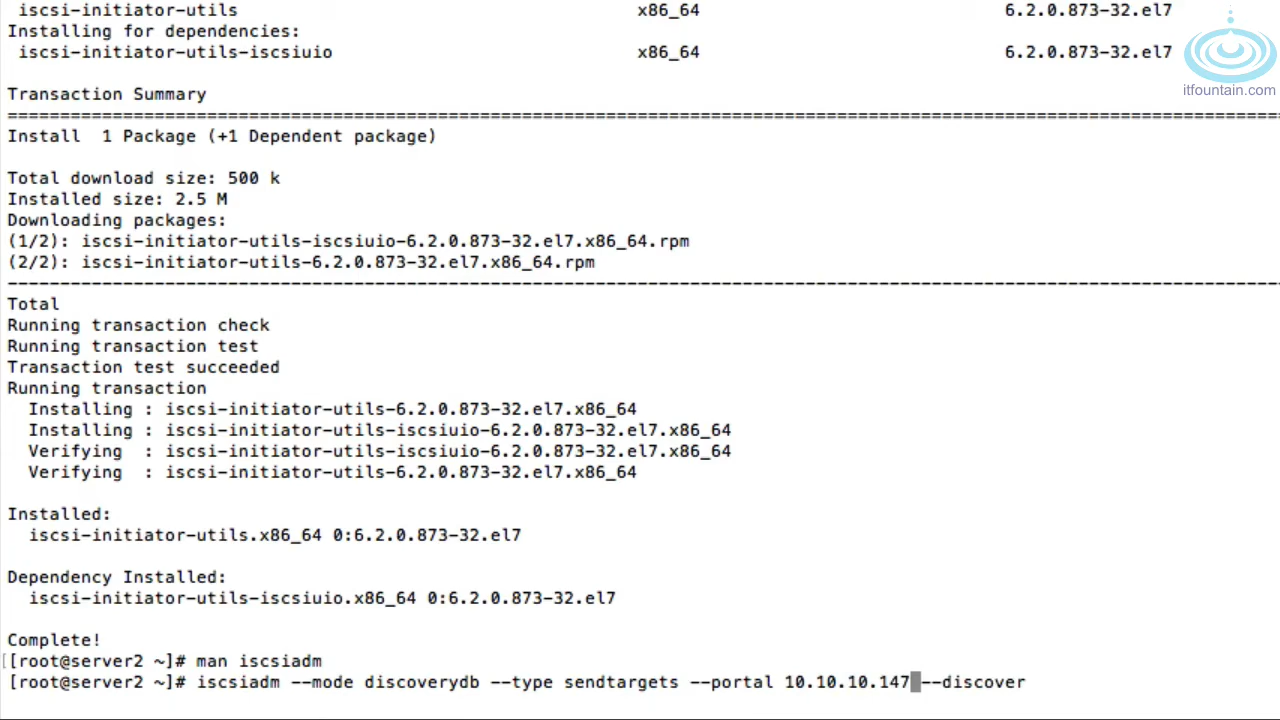 iscsi-initiator-utils x86_64 6.2.0.873-32.el7
Installing for dependencies:
iscsi-initiator-utils-iscsiuio x86_64 6.2.0.873-32.el7
itfountain.com
Transaction Summary
================================================================================
Install 1 Package (+1 Dependent package)
Total download size: 500 k
Installed size: 2.5 M
Downloading packages:
(1/2): iscsi-initiator-utils-iscsiuio-6.2.0.873-32.el7.x86_64.rpm
(2/2): iscsi-initiator-utils-6.2.0.873-32.el7.x86_64.rpm
--------------------------------------------------------------------------------
Total
Running transaction check
Running transaction test
Transaction test succeeded
Running transaction
Installing : iscsi-initiator-utils-6.2.0.873-32.el7.x86_64
Installing : iscsi-initiator-utils-iscsiuio-6.2.0.873-32.el7.x86_64
Verifying : iscsi-initiator-utils-iscsiuio-6.2.0.873-32.el7.x86_64
Verifying : iscsi-initiator-utils-6.2.0.873-32.el7.x86_64
Installed:
iscsi-initiator-utils.x86_64 0:6.2.0.873-32.el7
Dependency Installed:
iscsi-initiator-utils-iscsiuio.x86_64 0:6.2.0.873-32.el7
Complete!
[[root@server2 ~]# man iscsiadm
[root@server2 ~]# iscsiadm --mode discoverydb --type sendtargets --portal 10.10.10.147 --discover